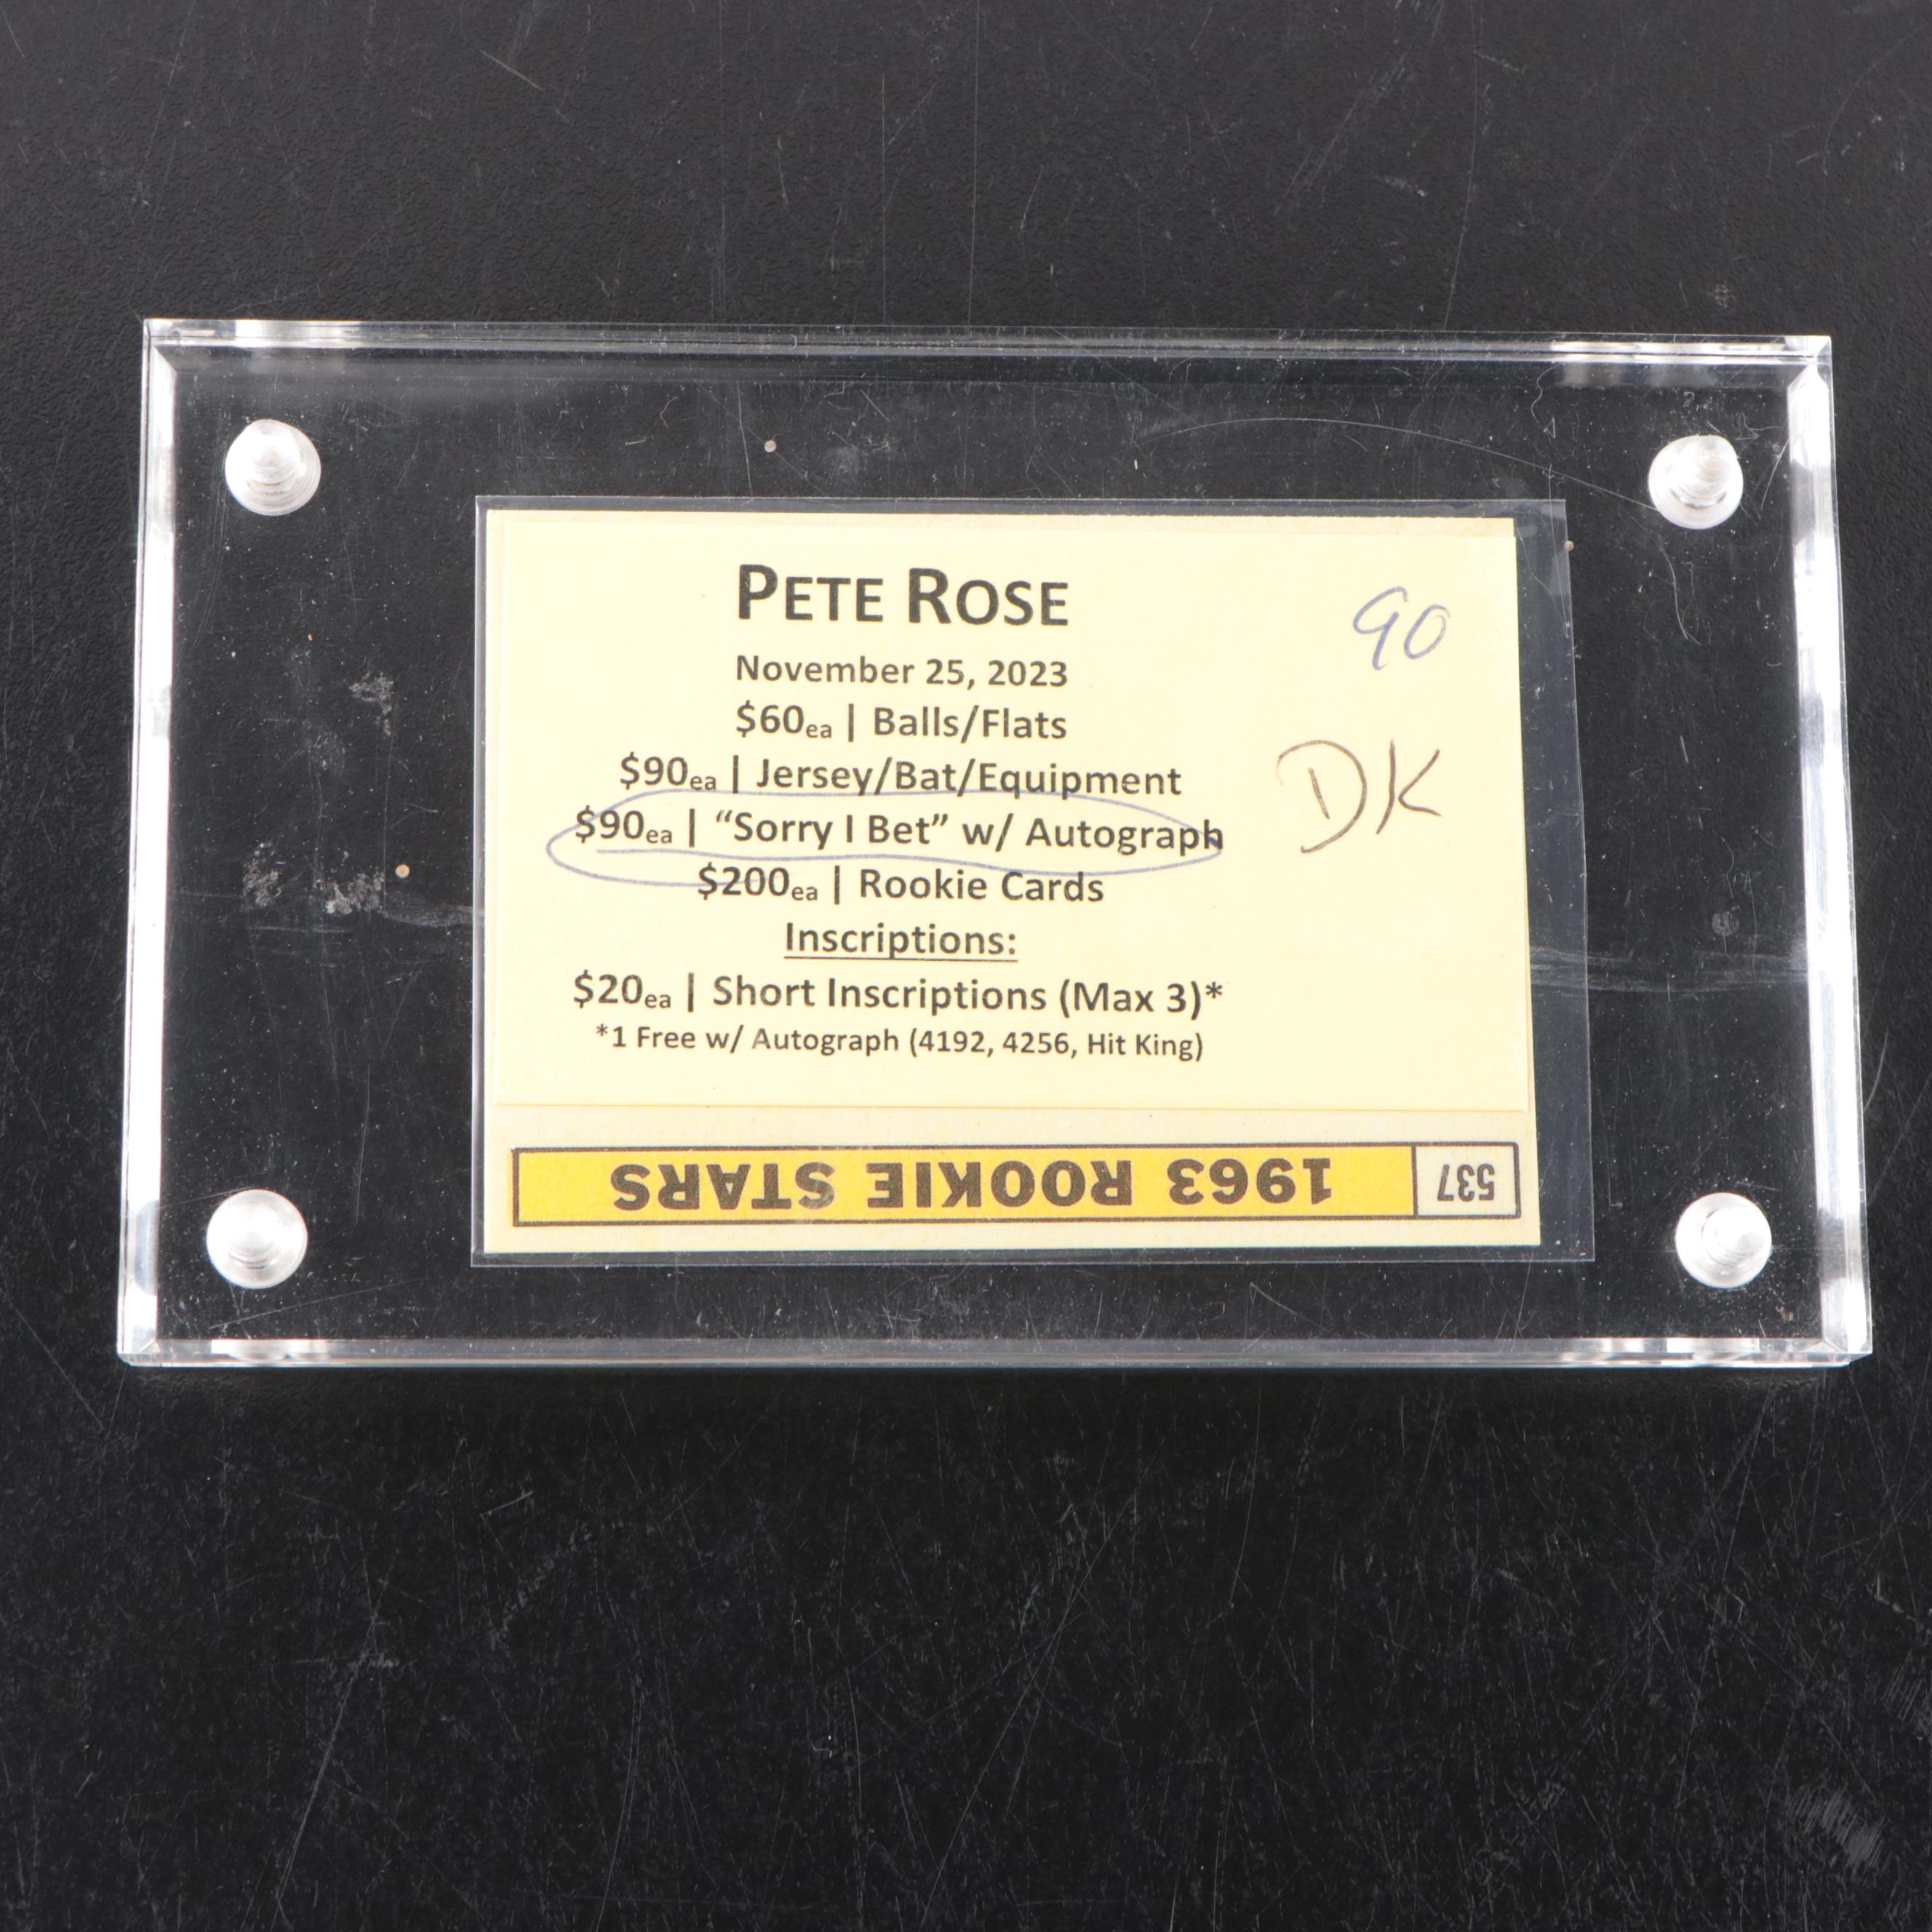 PETE ROSE
90
November 25, 2023
$60ea | Balls/Flats
$90ea | Jersey/Bat/Equipment
DK
$90ea | “Sorry I Bet” w/ Autograph
$200ea | Rookie Cards
Inscriptions:
$20ea | Short Inscriptions (Max 3)*
*1 Free w/ Autograph (4192, 4256, Hit King)
537 1963 ROOKIE STARS